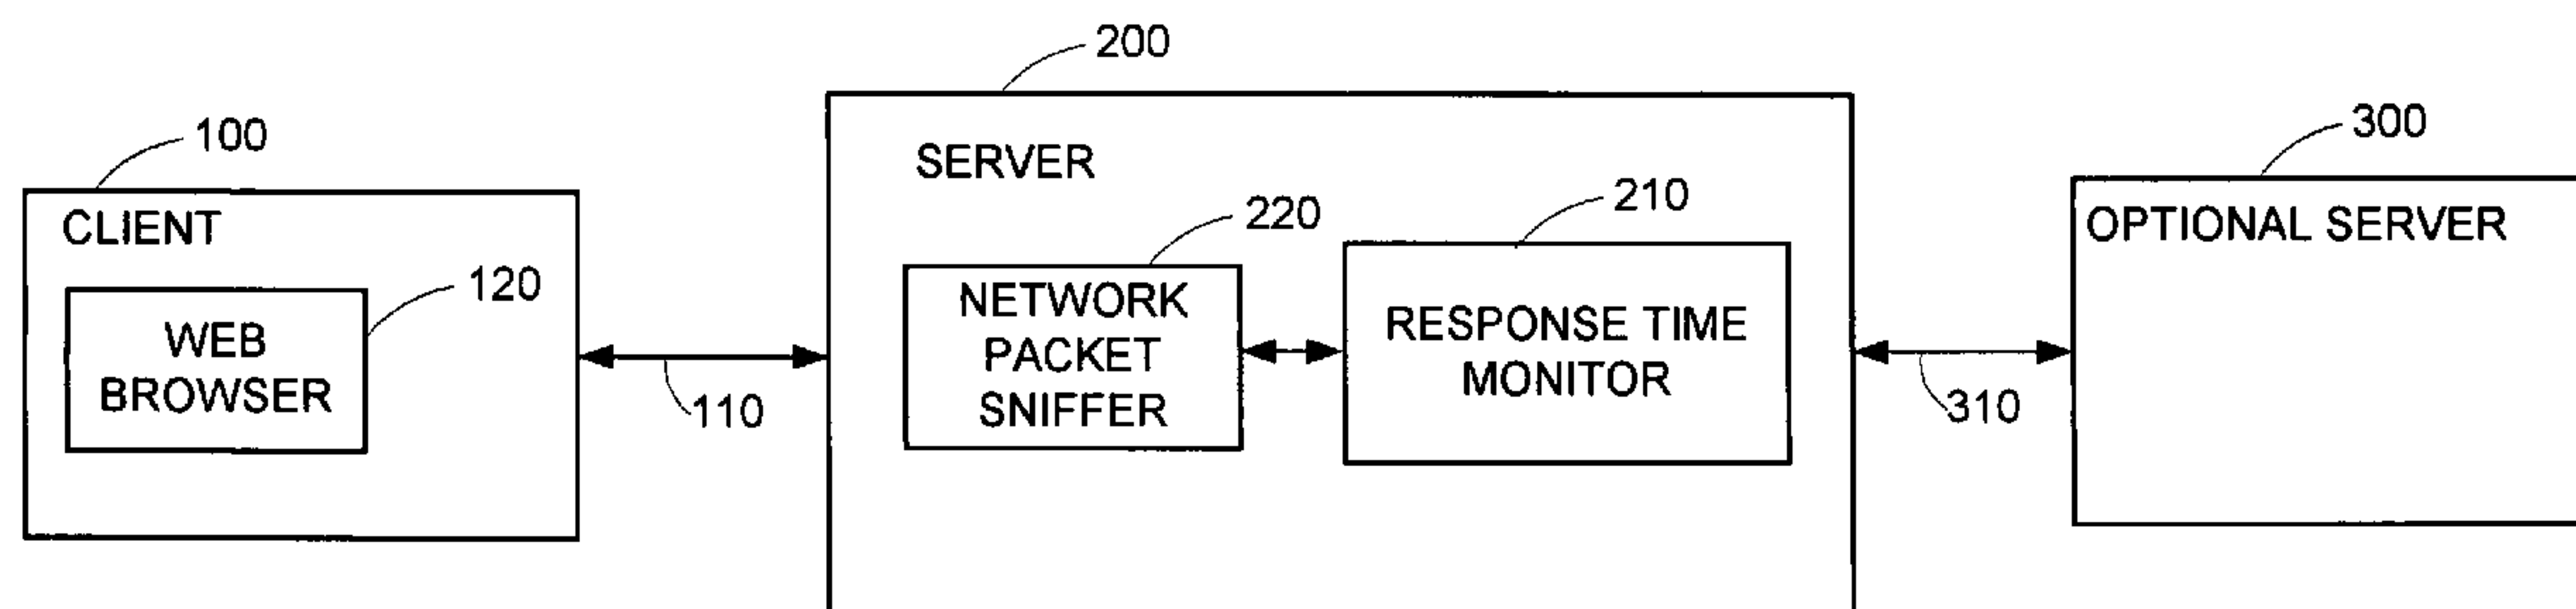 200
100
300
SERVER
210
CLIENT
220
OPTIONAL SERVER
120
NETWORK
PACKET
SNIFFER
RESPONSE TIME
MONITOR
WEB
BROWSER
110
310